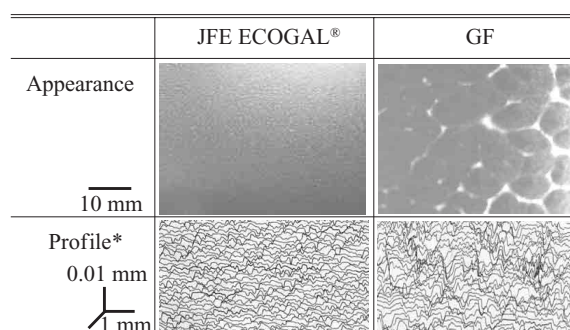 JFE ECOGAL® GF
Appearance
10 mm
Profile*
0.01 mm
1 mm